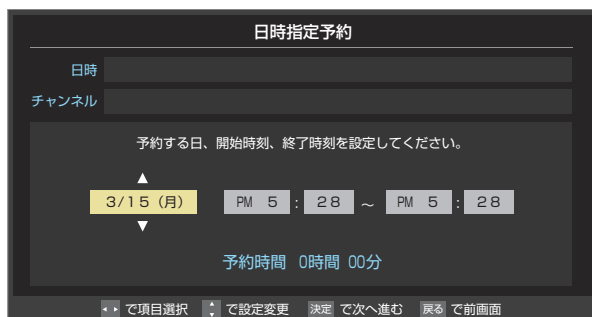 日時指定予約
日時
チャンネル
予約する日、開始時刻、終了時刻を設定してください。
3/15(月) PM 5 : 28 ~ PM 5 : 28
予約時間 0時間 00分
で項目選択 で設定変更 決定 で次へ進む 戻る で前画面